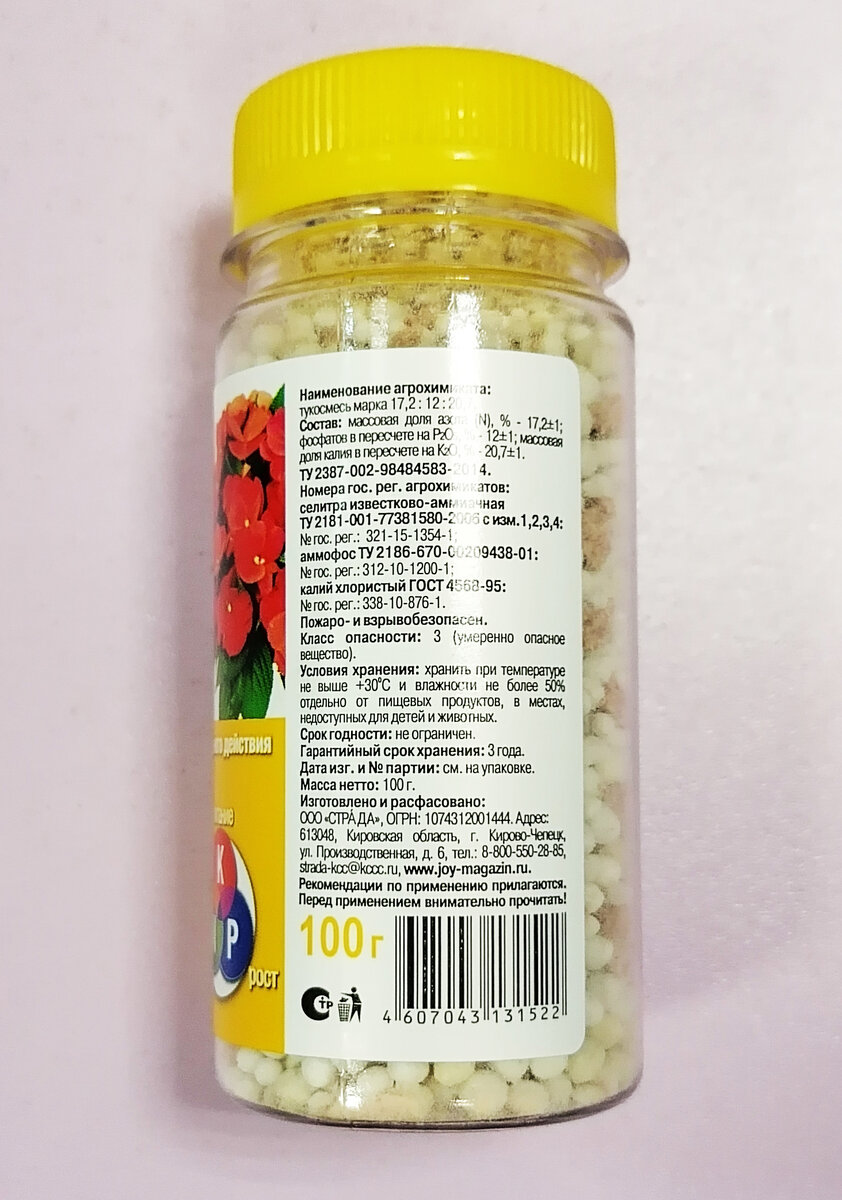 Наименование агрохимиката:
тукосмесь марка 17,2 : 12 : 20,7.
Состав: массовая доля азота (N), % - 17,2±1;
фосфатов в пересчете на P₂O₅, % - 12±1; массовая
доля калия в пересчете на K₂O, % - 20,7±1.
ТУ 2387-002-98484583-2014.
Номера гос. рег. агрохимикатов:
селитра известково-аммиачная
ТУ 2181-001-77381580-2006 с изм.1,2,3,4:
№ гос. рег.: 321-15-1354-1;
аммофос ТУ 2186-670-00209438-01:
№ гос. рег.: 312-10-1200-1;
калий хлористый ГОСТ 4568-95:
№ гос. рег.: 338-10-876-1.
Пожаро- и взрывобезопасен.
Класс опасности: 3 (умеренно опасное
вещество).
Условия хранения: хранить при температуре
не выше +30°С и влажности не более 50%
отдельно от пищевых продуктов, в местах,
недоступных для детей и животных.
Срок годности: не ограничен.
Гарантийный срок хранения: 3 года.
Дата изг. и № партии: см. на упаковке.
Масса нетто: 100 г.
Изготовлено и расфасовано:
ООО «СТРАДА», ОГРН: 1074312001444. Адрес:
613048, Кировская область, г. Кирово-Чепецк,
ул. Производственная, д. 6, тел.: 8-800-550-28-85,
strada-kcc@kccc.ru, www.joy-magazin.ru.
Рекомендации по применению прилагаются.
Перед применением внимательно прочитать!
100 г
4 607043 131522
СТР
действия
K
P
рост